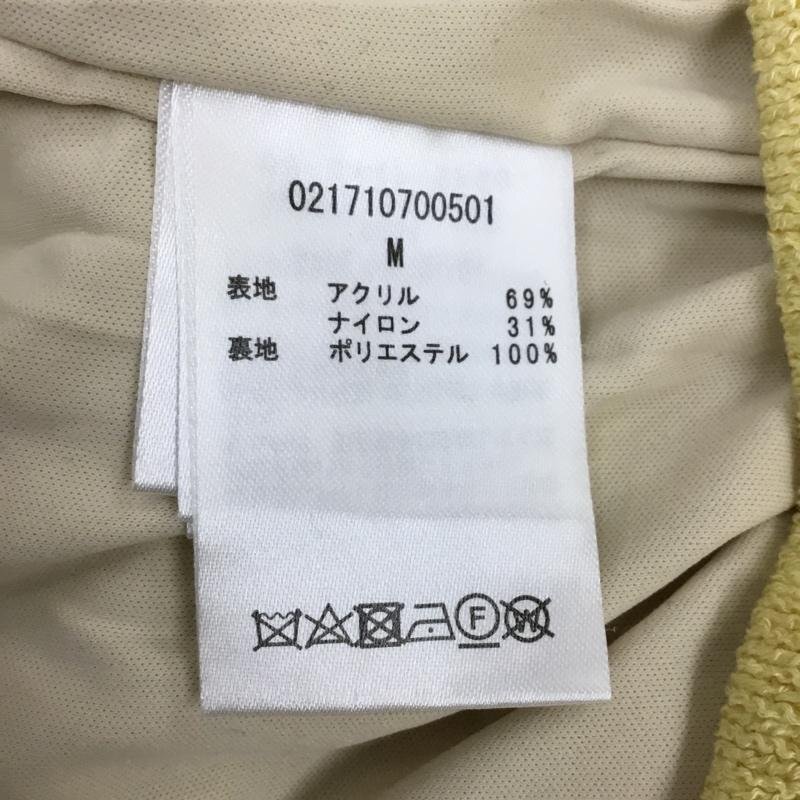 021710700501
M
表地 アクリル 69%
ナイロン 31%
裏地 ポリエステル 100%
F W